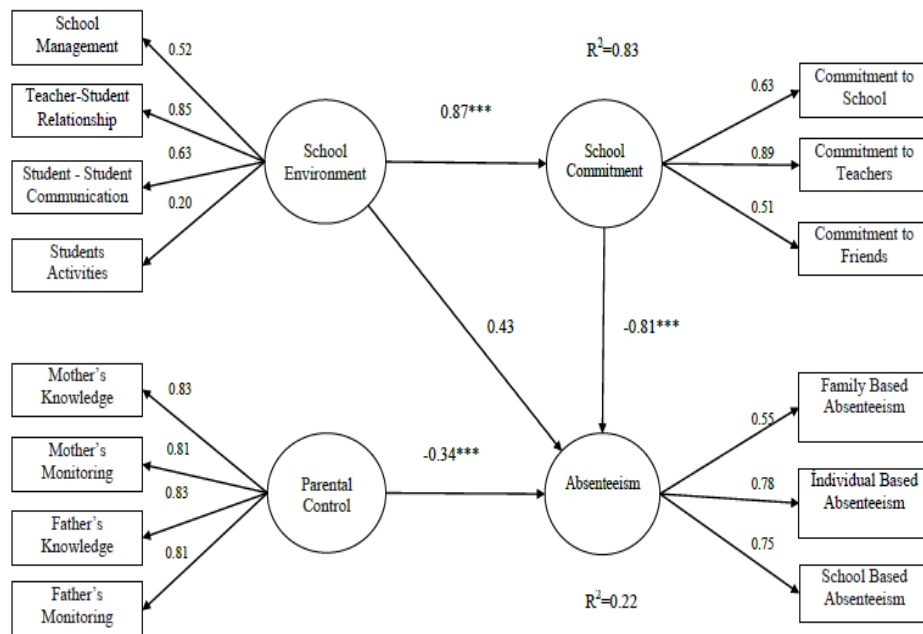 School
Management
Teacher-Student
Relationship
Student - Student
Communication
Students
Activities
0.52
0.85
0.63
0.20
School
Environment
0.87***
R²=0.83
School
Commitment
0.63
0.89
0.51
Commitment to
School
Commitment to
Teachers
Commitment to
Friends
0.43
-0.81***
Mother's
Knowledge
Mother's
Monitoring
Father's
Knowledge
Father's
Monitoring
0.83
0.81
0.83
0.81
Parental
Control
-0.34***
Absenteeism
R²=0.22
0.55
0.78
0.75
Family Based
Absenteeism
Individual Based
Absenteeism
School Based
Absenteeism